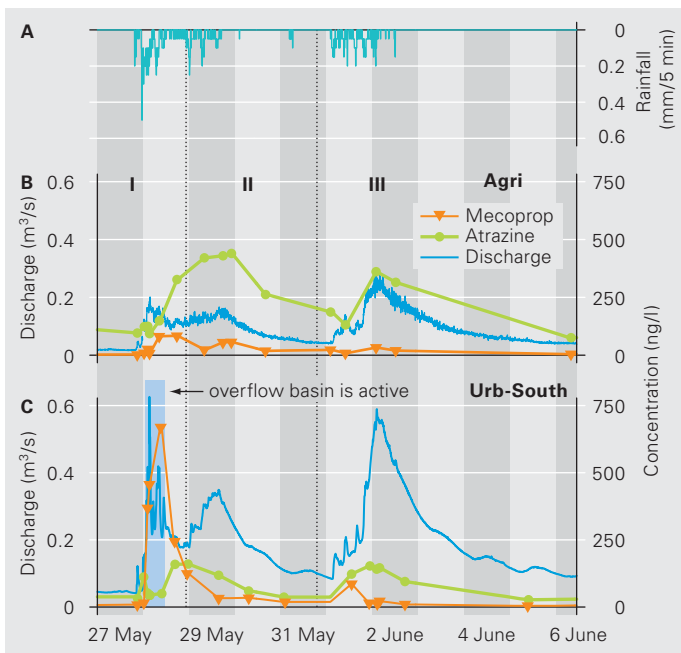 A
0
0.2
0.4
0.6
Rainfall
(mm/5 min)
B
I
II
III
Agri
0.6
0.4
0.2
0
Discharge (m³/s)
Mecoprop
Atrazine
Discharge
750
500
250
0
overflow basin is active
C
Urb-South
0.6
0.4
0.2
0
Discharge (m³/s)
750
500
250
0
Concentration (ng/l)
27 May
29 May
31 May
2 June
4 June
6 June